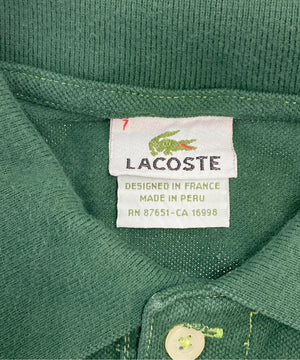 7
LACOSTE
DESIGNED IN FRANCE
MADE IN PERU
RN 87651-CA 16998